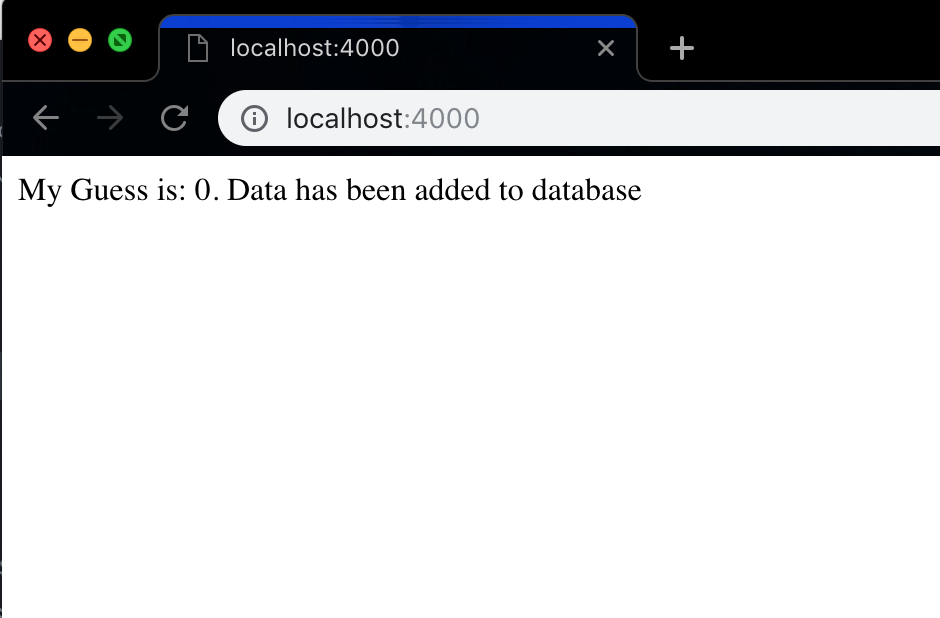 localhost:4000
localhost:4000
My Guess is: 0. Data has been added to database